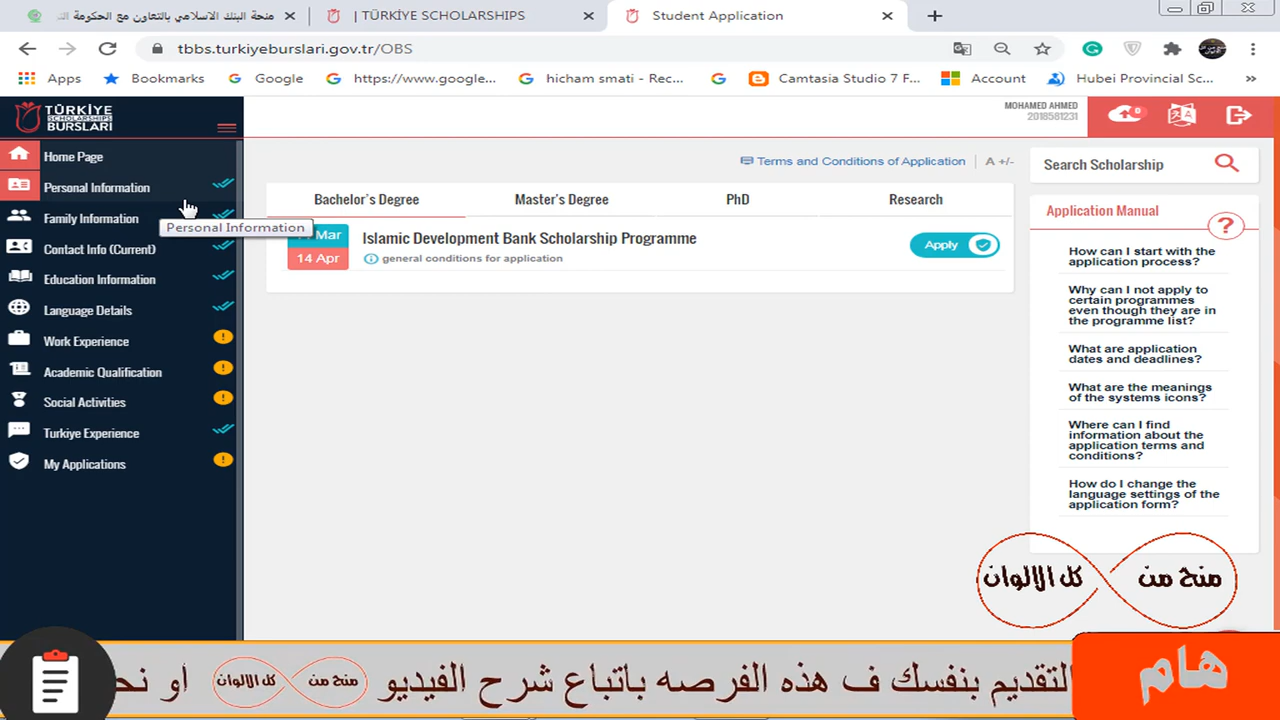 منحة البنك الاسلامي بالتعاون مع الحكومة الت
| TÜRKİYE SCHOLARSHIPS
Student Application
tbbs.turkiyeburslari.gov.tr/OBS
Apps
Bookmarks
Google
https://www.google...
hicham smati - Rec...
Camtasia Studio 7 F...
Account
Hubei Provincial Sc...
»
TÜRKİYE
SCHOLARSHIPS
BURSLARI
MOHAMED AHMED
2018581231
0
Home Page
Personal Information
Family Information
Personal Information
Contact Info (Current)
Education Information
Language Details
Work Experience
Academic Qualification
Social Activities
Turkiye Experience
My Applications
Terms and Conditions of Application
A +/-
Bachelor's Degree
Master's Degree
PhD
Research
Mar
14 Apr
Islamic Development Bank Scholarship Programme
general conditions for application
Apply
Search Scholarship
Application Manual
?
How can I start with the
application process?
Why can I not apply to
certain programmes
even though they are in
the programme list?
What are application
dates and deadlines?
What are the meanings
of the systems icons?
Where can I find
information about the
application terms and
conditions?
How do I change the
language settings of the
application form?
منح من كل الالوان
هام
التقديم بنفسك ف هذه الفرصه باتباع شرح الفيديو منح من كل الالوان أو نح